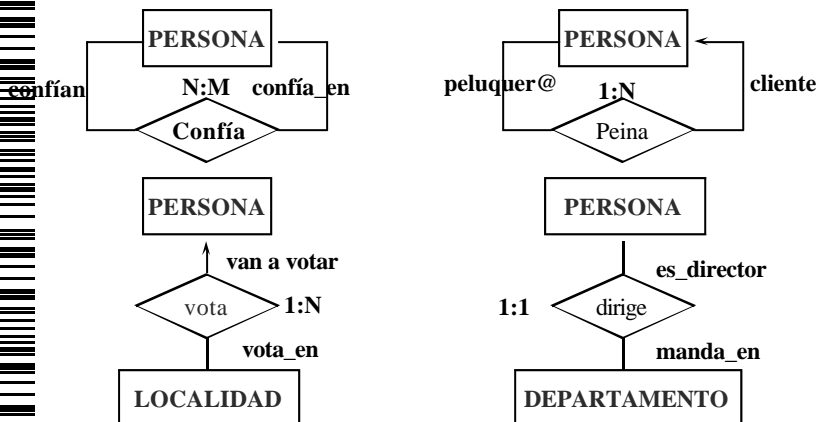 PERSONA
confían
N:M
confía_en
Confía
PERSONA
peluquer@
1:N
cliente
Peina
PERSONA
van a votar
vota
1:N
vota_en
LOCALIDAD
PERSONA
es_director
1:1
dirige
manda_en
DEPARTAMENTO